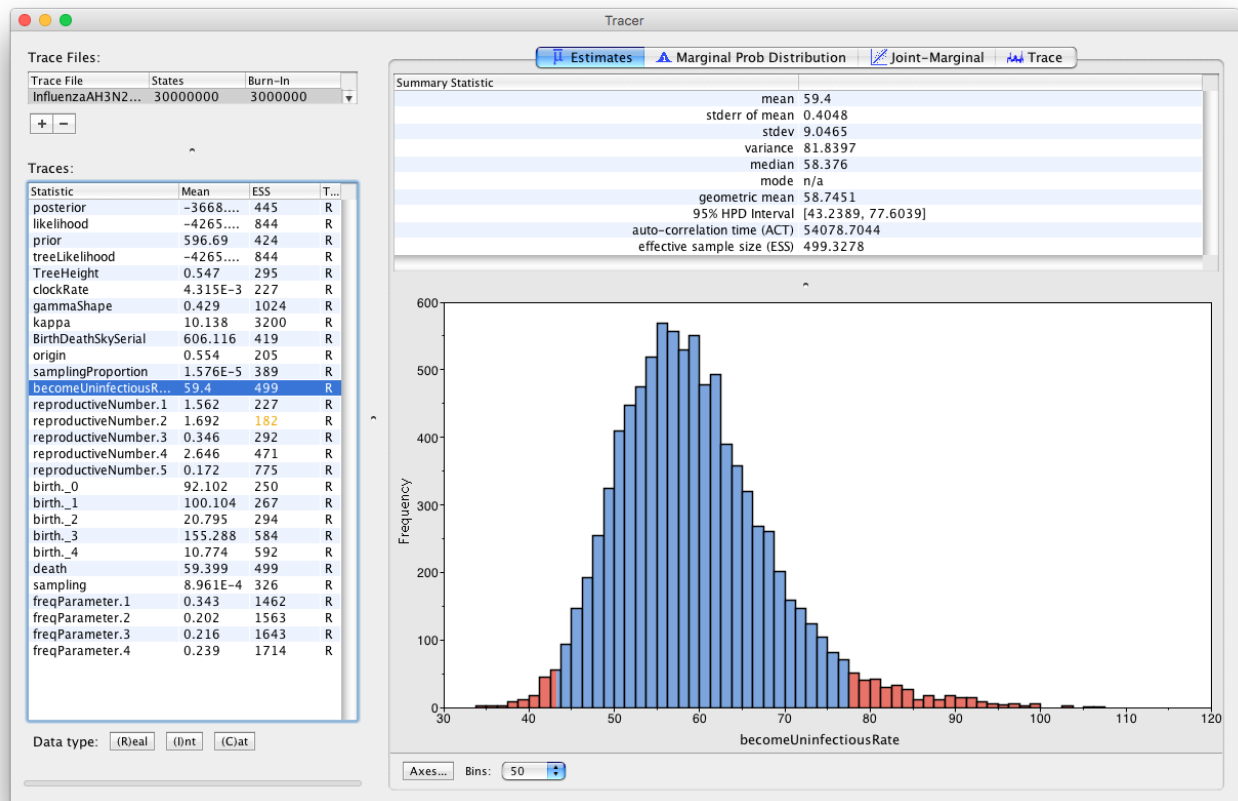 Tracer
Trace Files:
Trace File States Burn-In
InfluenzaAH3N2... 30000000 3000000
+ −
Traces:
Statistic Mean ESS T...
posterior -3668.... 445 R
likelihood -4265.... 844 R
prior 596.69 424 R
treeLikelihood -4265.... 844 R
TreeHeight 0.547 295 R
clockRate 4.315E-3 227 R
gammaShape 0.429 1024 R
kappa 10.138 3200 R
BirthDeathSkySerial 606.116 419 R
origin 0.554 205 R
samplingProportion 1.576E-5 389 R
becomeUninfectiousR... 59.4 499 R
reproductiveNumber.1 1.562 227 R
reproductiveNumber.2 1.692 182 R
reproductiveNumber.3 0.346 292 R
reproductiveNumber.4 2.646 471 R
reproductiveNumber.5 0.172 775 R
birth._0 92.102 250 R
birth._1 100.104 267 R
birth._2 20.795 294 R
birth._3 155.288 584 R
birth._4 10.774 592 R
death 59.399 499 R
sampling 8.961E-4 326 R
freqParameter.1 0.343 1462 R
freqParameter.2 0.202 1563 R
freqParameter.3 0.216 1643 R
freqParameter.4 0.239 1714 R
Data type: (R)eal (I)nt (C)at
Estimates Marginal Prob Distribution Joint-Marginal Trace
Summary Statistic
mean 59.4
stderr of mean 0.4048
stdev 9.0465
variance 81.8397
median 58.376
mode n/a
geometric mean 58.7451
95% HPD Interval [43.2389, 77.6039]
auto-correlation time (ACT) 54078.7044
effective sample size (ESS) 499.3278
600
500
400
300
200
100
0
Frequency
30 40 50 60 70 80 90 100 110 120
becomeUninfectiousRate
Axes... Bins: 50